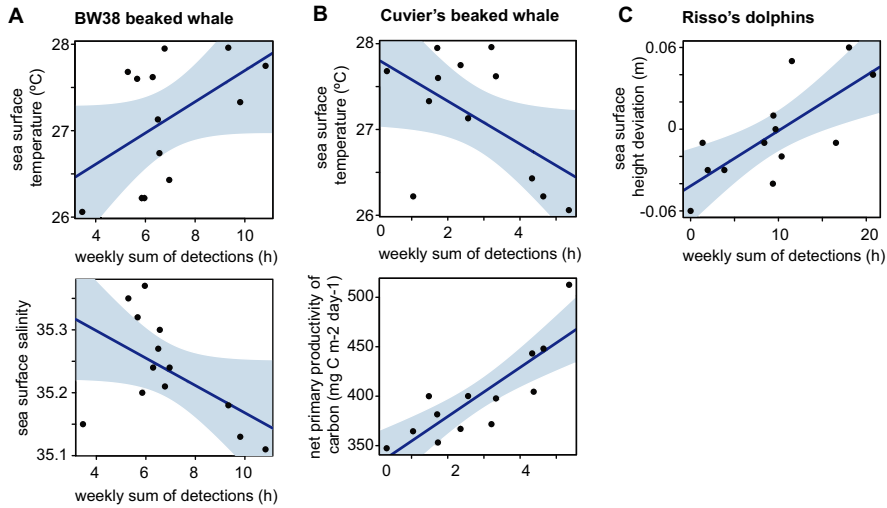 A
BW38 beaked whale
sea surface
temperature (ºC)
28
27
26
4
6
8
10
weekly sum of detections (h)
sea surface salinity
35.3
35.2
35.1
4
6
8
10
weekly sum of detections (h)
B
Cuvier's beaked whale
sea surface
temperature (ºC)
28
27
26
0
2
4
weekly sum of detections (h)
net primary productivity of
carbon (mg C m-2 day-1)
500
450
400
350
0
2
4
weekly sum of detections (h)
C
Risso's dolphins
sea surface
height deviation (m)
0.06
0
-0.06
0
10
20
weekly sum of detections (h)